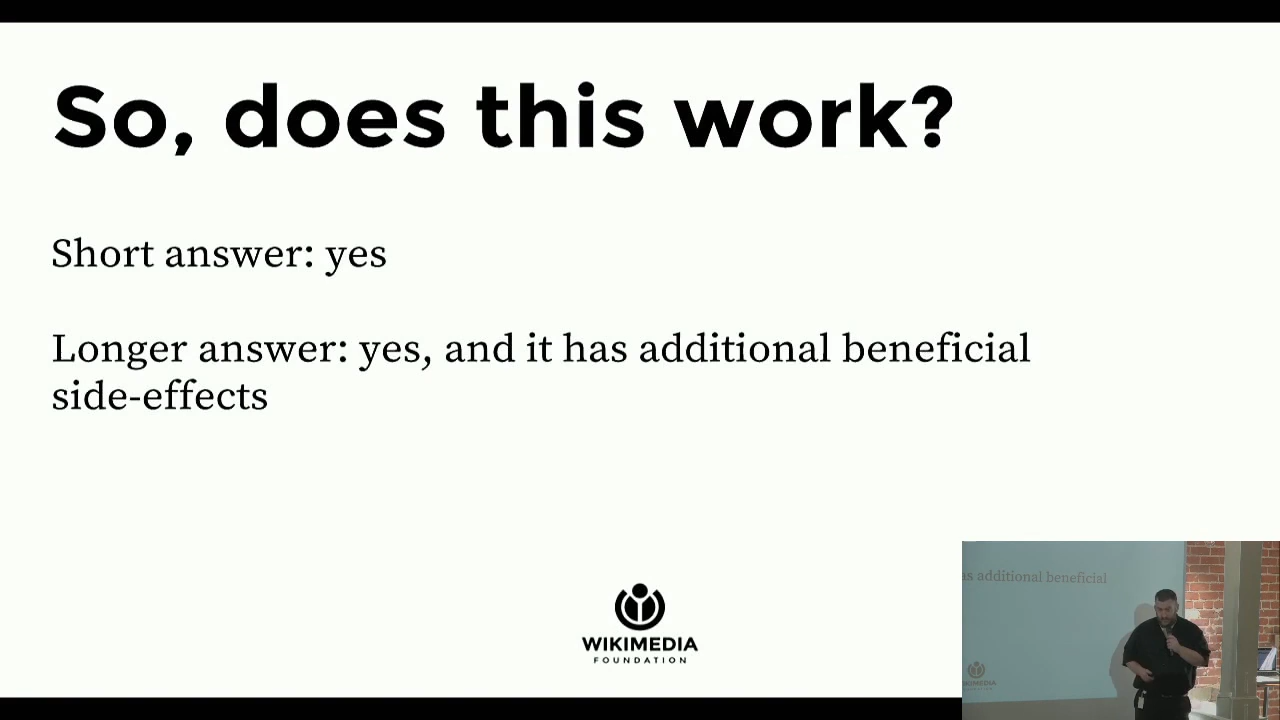 So, does this work?
Short answer: yes
Longer answer: yes, and it has additional beneficial
side-effects
WIKIMEDIA
FOUNDATION
as additional beneficial
WIKIMEDIA